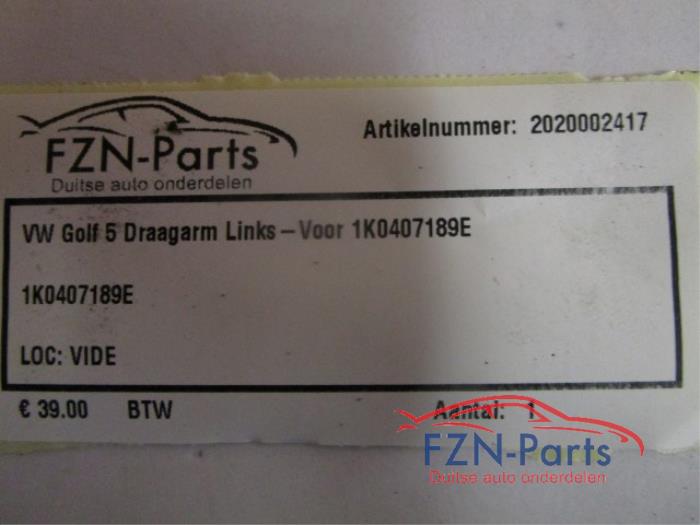 FZN-Parts
Duitse auto onderdelen
Artikelnummer: 2020002417
VW Golf 5 Draagarm Links – Voor 1K0407189E
1K0407189E
LOC: VIDE
€ 39.00 BTW Aantal: 1
FZN-Parts
Duitse auto onderdelen